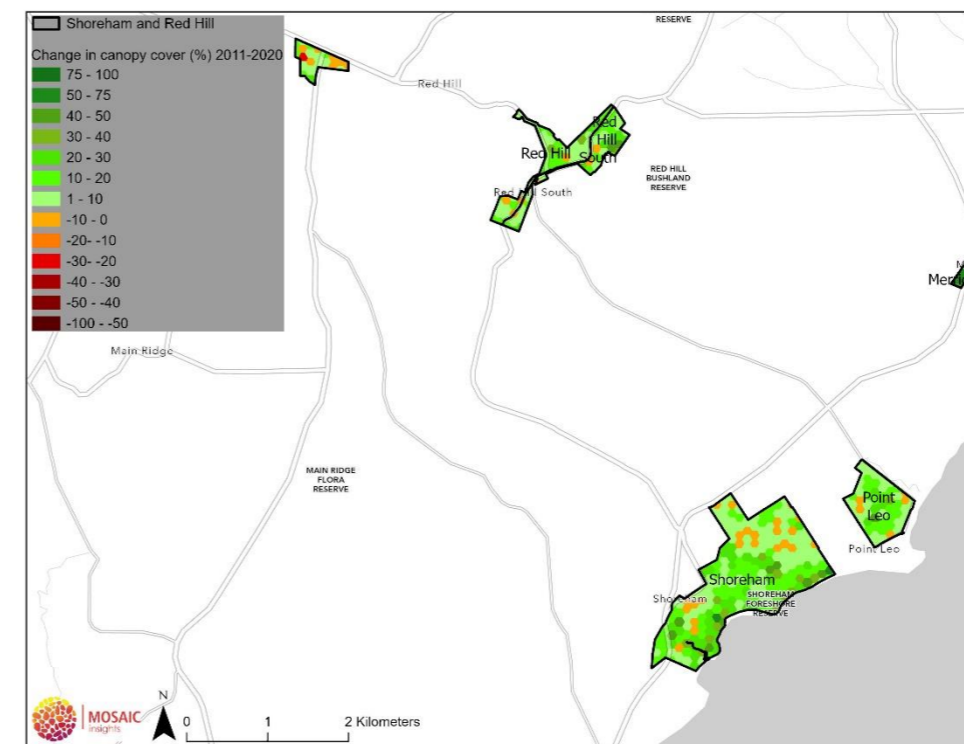 Shoreham and Red Hill
Change in canopy cover (%) 2011-2020
75 - 100
50 - 75
40 - 50
30 - 40
20 - 30
10 - 20
1 - 10
-10 - 0
-20- -10
-30- -20
-40 - -30
-50 - -40
-100 - -50
RESERVE
Red Hill
Red
Hill
South
Red Hill
RED HILL
BUSHLAND
RESERVE
Red Hill South
Main Ridge
MAIN RIDGE
FLORA
RESERVE
Point
Leo
Point Leo
Shoreham
Shoreham
SHOREHAM
FORESHORE
RESERVE
MOSAIC
insights
N
0 1 2 Kilometers